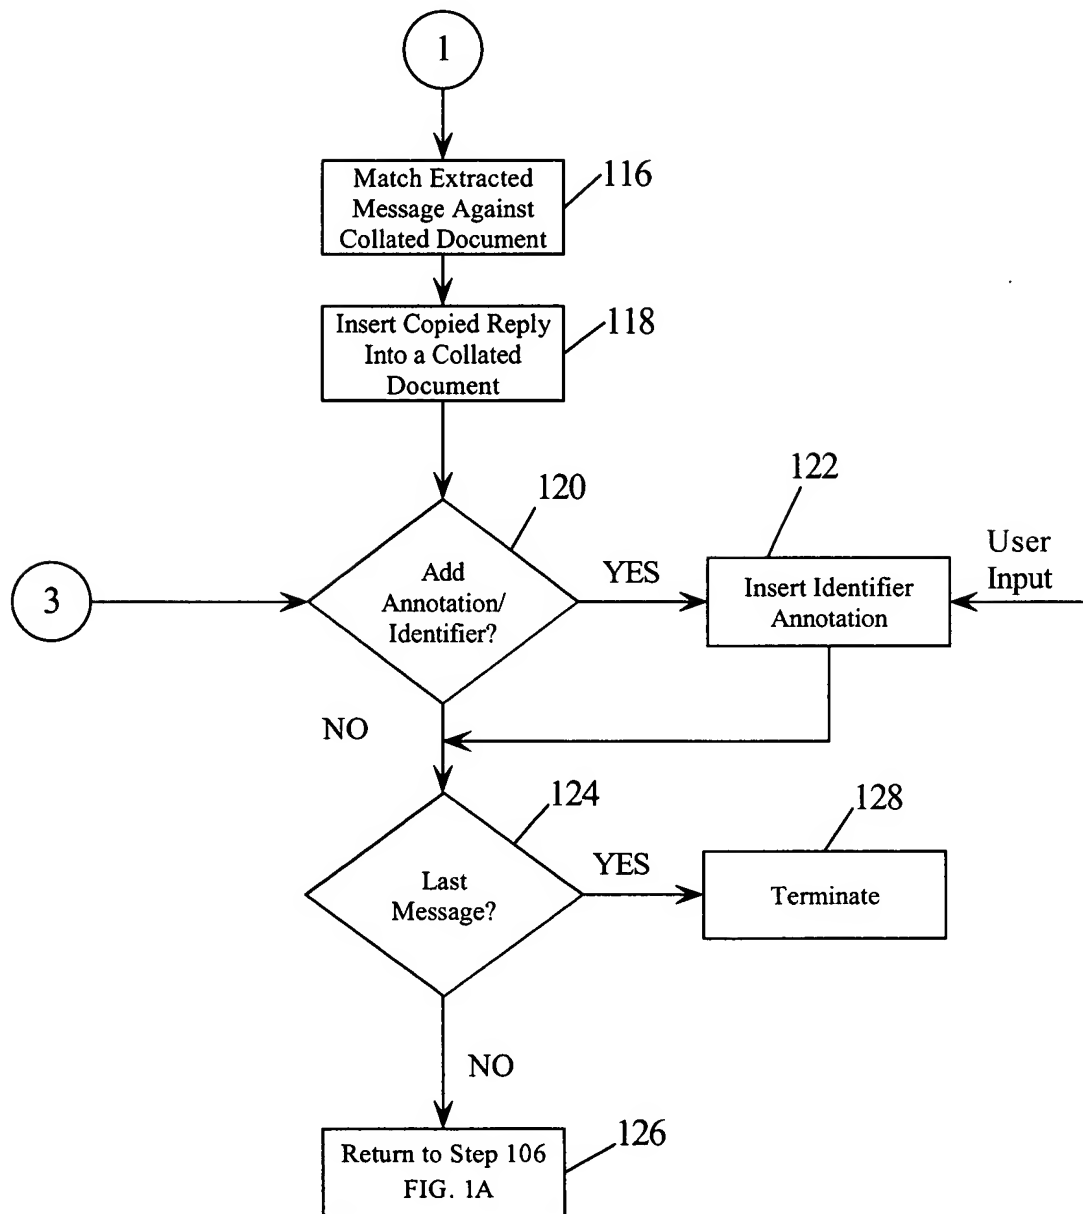 1
Match Extracted
Message Against
Collated Document
116
Insert Copied Reply
Into a Collated
Document
118
120
122
3
Add
Annotation/
Identifier?
YES
Insert Identifier
Annotation
User
Input
NO
124
128
Last
Message?
YES
Terminate
NO
Return to Step 106
FIG. 1A
126